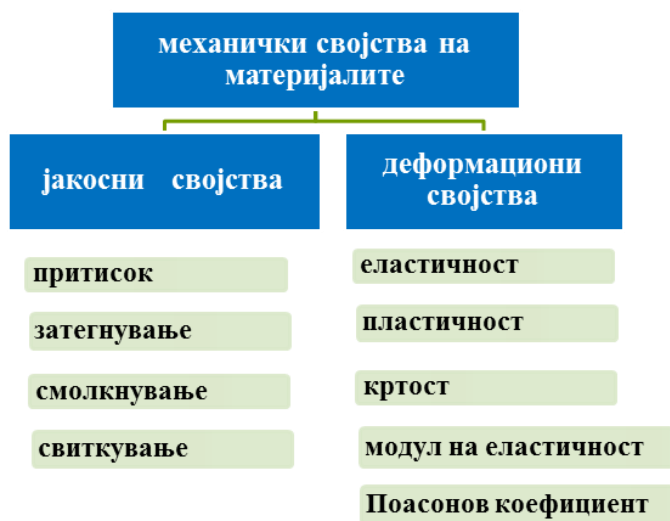 механички својства на
материјалите
јакосни својства
деформациони
својства
притисок
затегнување
смолкнување
свиткување
еластичност
пластичност
кртост
модул на еластичност
Поасонов коефициент